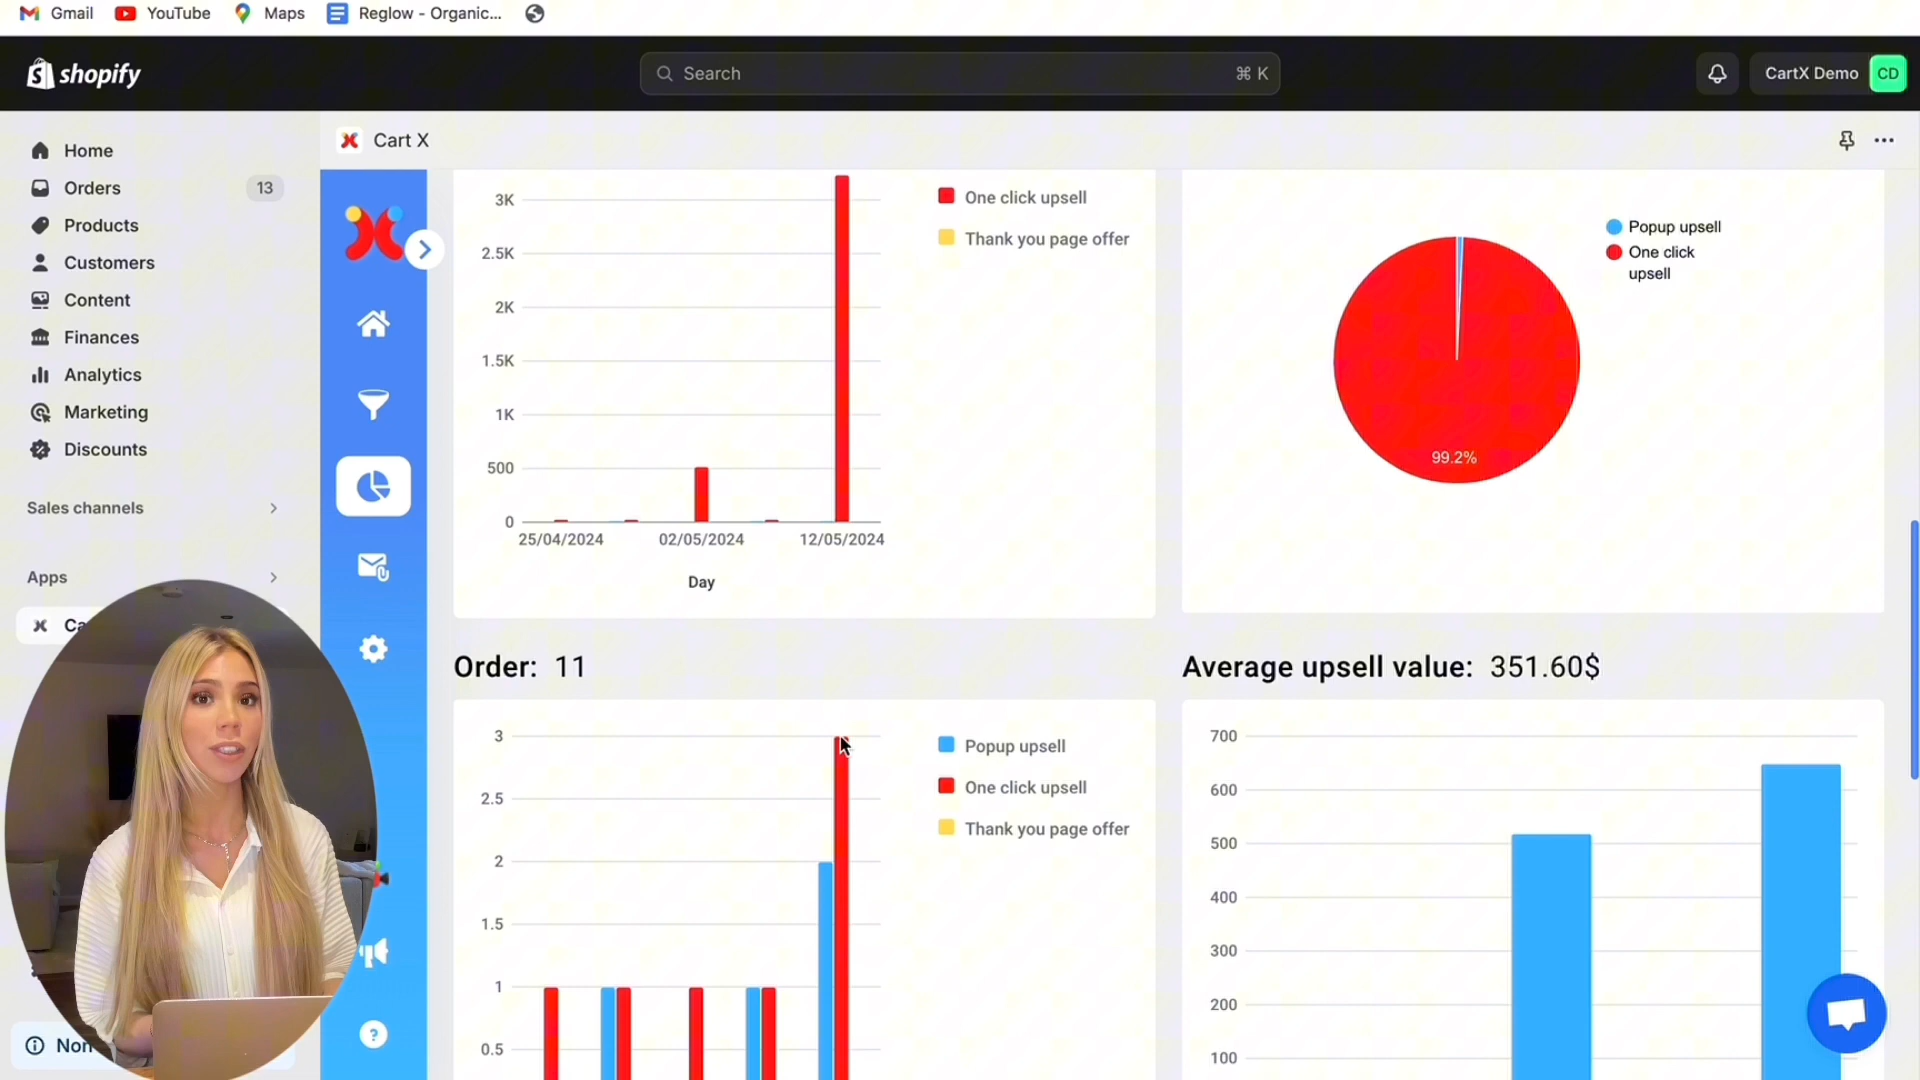 Gmail
YouTube
Maps
Reglow - Organic...
shopify
Search
⌘ K
CartX Demo
CD
Home
Orders
13
Products
Customers
Content
Finances
Analytics
Marketing
Discounts
Sales channels
Apps
Ca
Non
Cart X
3K
2.5K
2K
1.5K
1K
500
0
25/04/2024
02/05/2024
12/05/2024
Day
One click upsell
Thank you page offer
Popup upsell
One click
upsell
99.2%
Order: 11
3
2.5
2
1.5
1
0.5
Popup upsell
One click upsell
Thank you page offer
Average upsell value: 351.60$
700
600
500
400
300
200
100